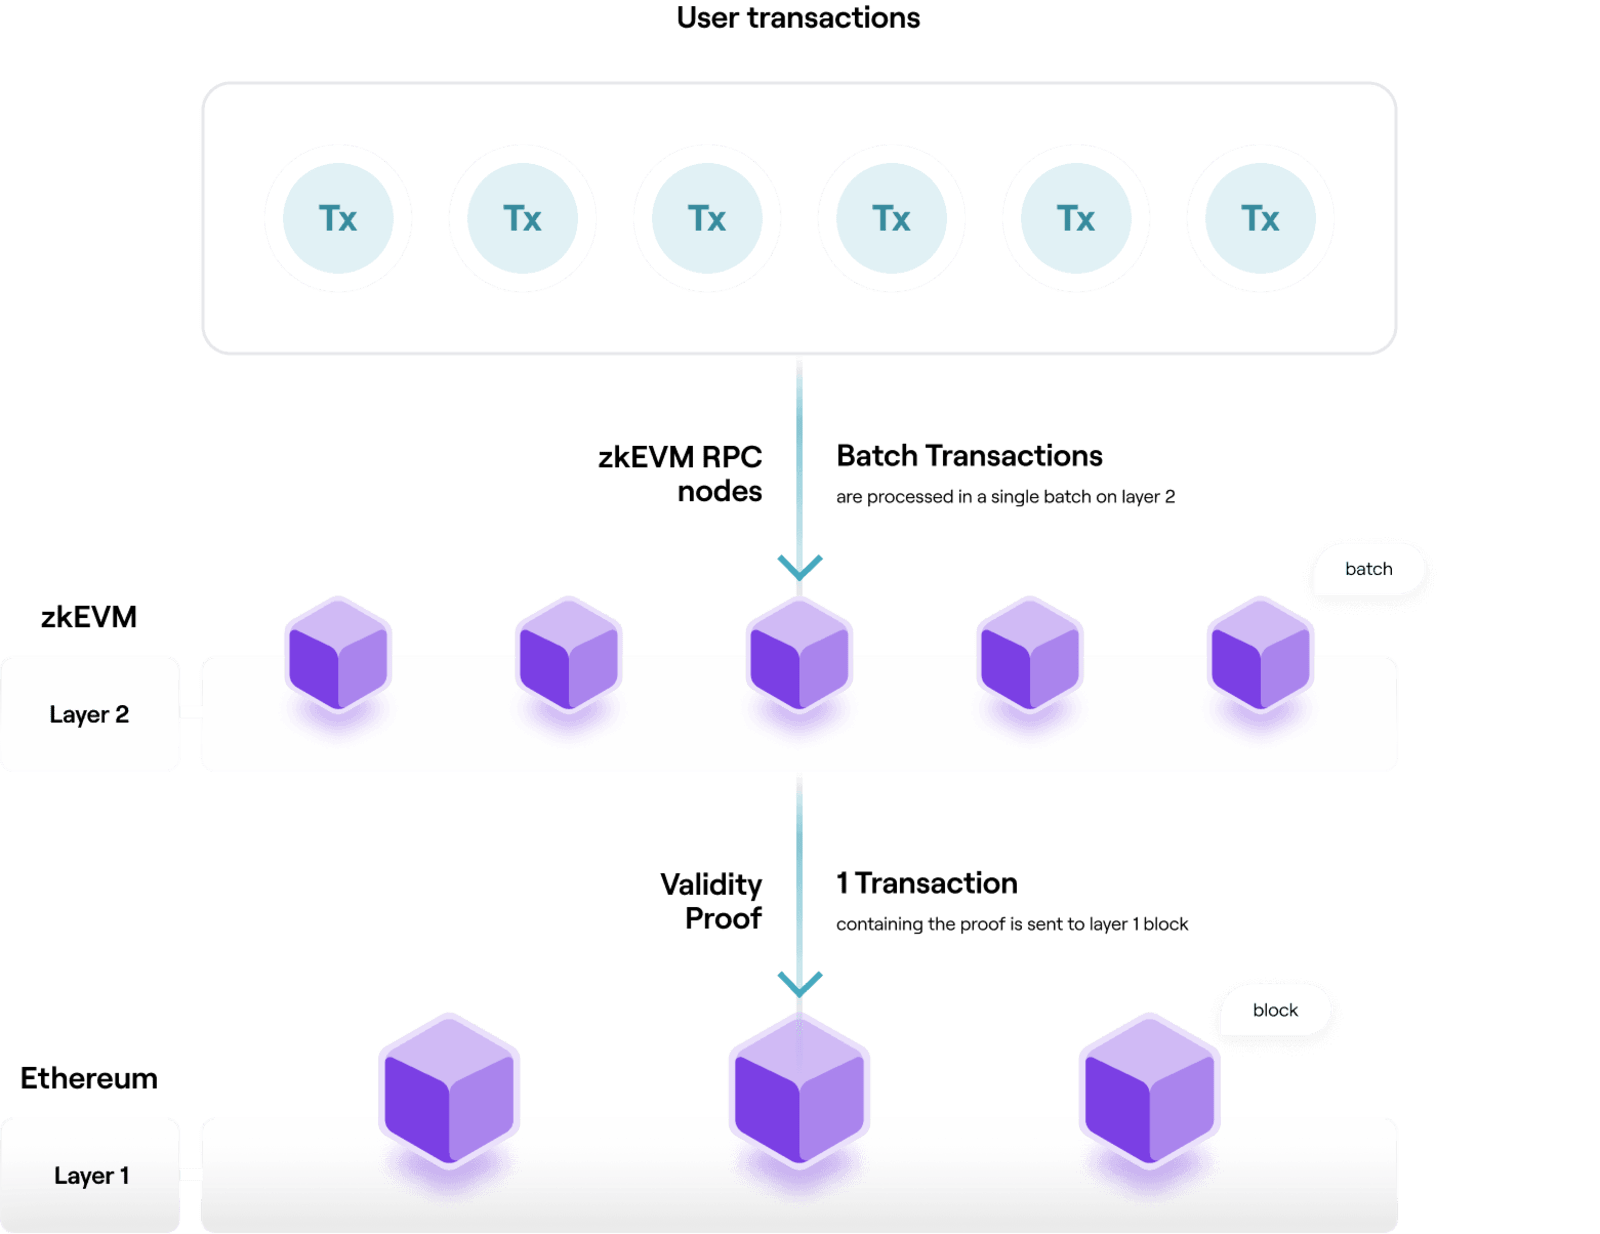 User transactions
Tx Tx Tx Tx Tx Tx
zkEVM RPC
nodes
Batch Transactions
are processed in a single batch on layer 2
batch
zkEVM
Layer 2
Validity
Proof
1 Transaction
containing the proof is sent to layer 1 block
block
Ethereum
Layer 1